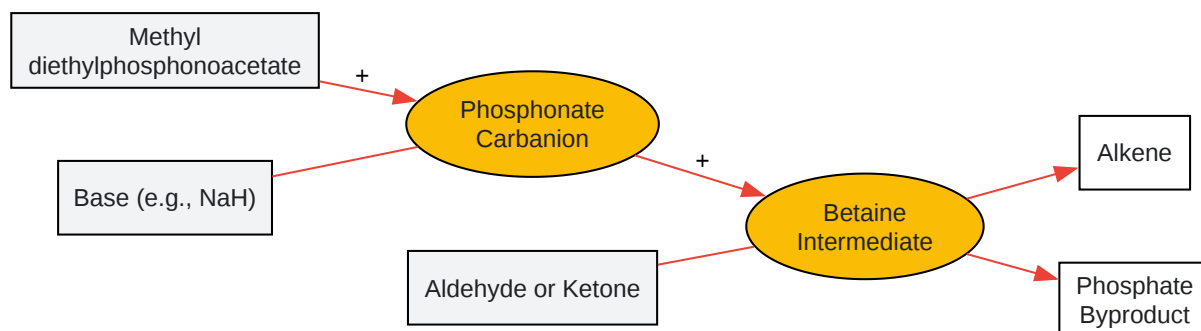 Methyl
diethylphosphonoacetate
+
Phosphonate
Carbanion
Base (e.g., NaH)
+
Alkene
Betaine
Intermediate
Aldehyde or Ketone
Phosphate
Byproduct